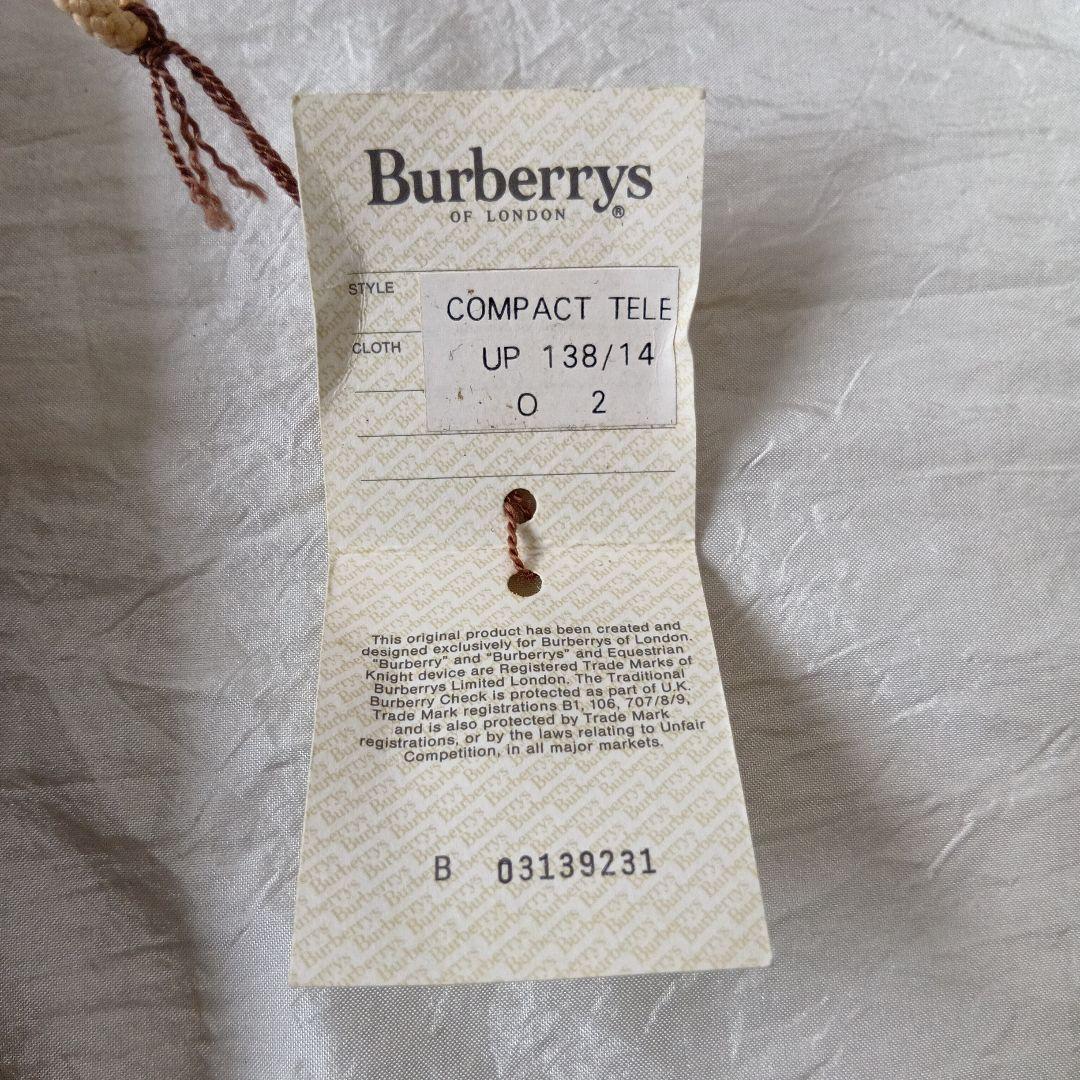 Burberrys
OF LONDON ®
STYLE
COMPACT TELE
CLOTH
UP 138/14
O 2
This original product has been created and
designed exclusively for Burberrys of London.
"Burberry" and "Burberrys" and Equestrian
Knight device are Registered Trade Marks of
Burberrys Limited London. The Traditional
Burberry Check is protected as part of U.K.
Trade Mark registrations B1, 106, 707/8/9,
and is also protected by Trade Mark
registrations, or by the laws relating to Unfair
Competition, in all major markets.
B 03139231